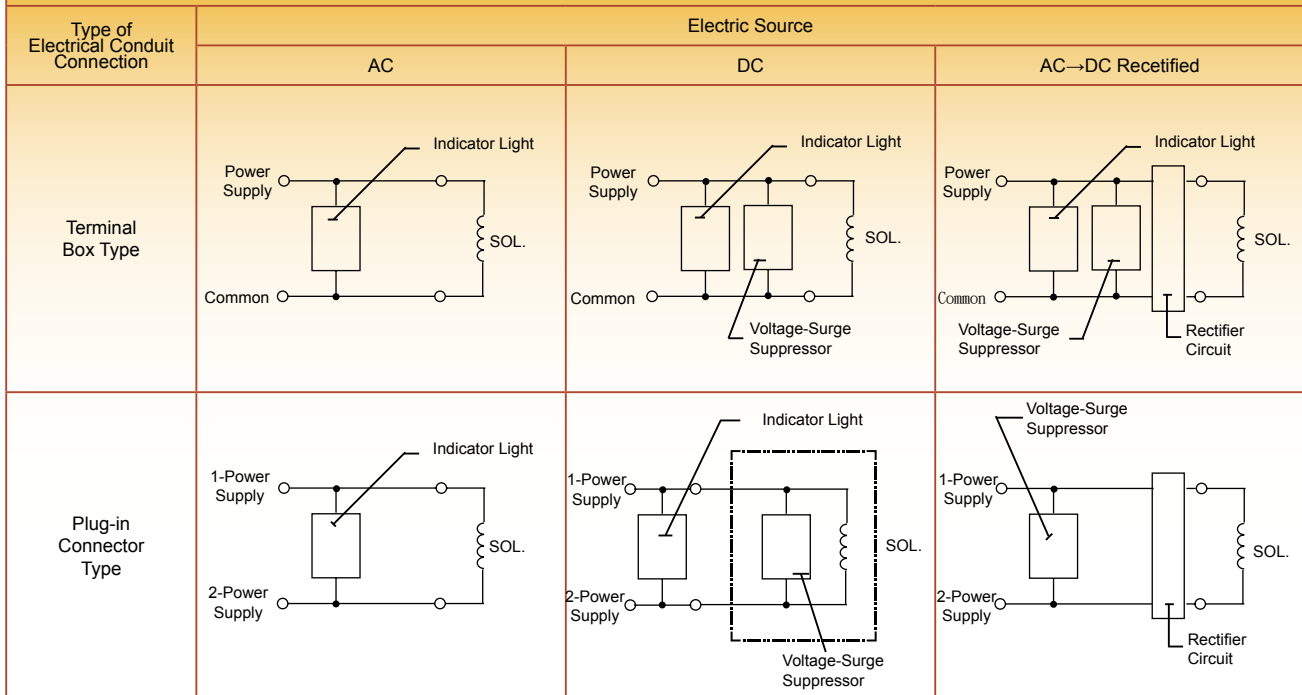 Type of
Electrical Conduit
Connection
Electric Source
AC
DC
AC→DC Recetified
Terminal
Box Type
Indicator Light
Power
Supply
SOL.
Common
Indicator Light
Power
Supply
SOL.
Common
Voltage-Surge
Suppressor
Indicator Light
Power
Supply
SOL.
Common
Voltage-Surge
Suppressor
Rectifier
Circuit
Plug-in
Connector
Type
Indicator Light
1-Power
Supply
SOL.
2-Power
Supply
Indicator Light
1-Power
Supply
SOL.
2-Power
Supply
Voltage-Surge
Suppressor
Voltage-Surge
Suppressor
1-Power
Supply
SOL.
2-Power
Supply
Rectifier
Circuit